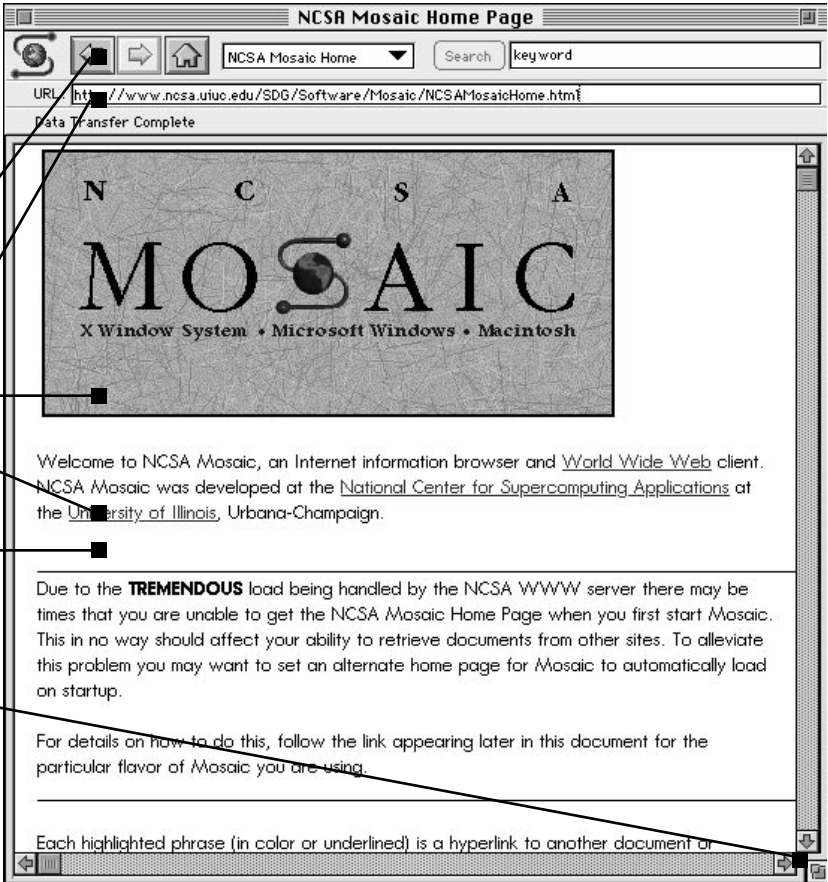 NCSA Mosaic Home Page
NCSA Mosaic Home Search keyword
URL: http://www.ncsa.uiuc.edu/SDG/Software/Mosaic/NCSAMosaicHome.html
Data Transfer Complete
N C S A
MOSAIC
X Window System • Microsoft Windows • Macintosh
Welcome to NCSA Mosaic, an Internet information browser and World Wide Web client.
NCSA Mosaic was developed at the National Center for Supercomputing Applications at
the University of Illinois, Urbana-Champaign.
Due to the TREMENDOUS load being handled by the NCSA WWW server there may be
times that you are unable to get the NCSA Mosaic Home Page when you first start Mosaic.
This in no way should affect your ability to retrieve documents from other sites. To alleviate
this problem you may want to set an alternate home page for Mosaic to automatically load
on startup.
For details on how to do this, follow the link appearing later in this document for the
particular flavor of Mosaic you are using.
Each highlighted phrase (in color or underlined) is a hyperlink to another document or